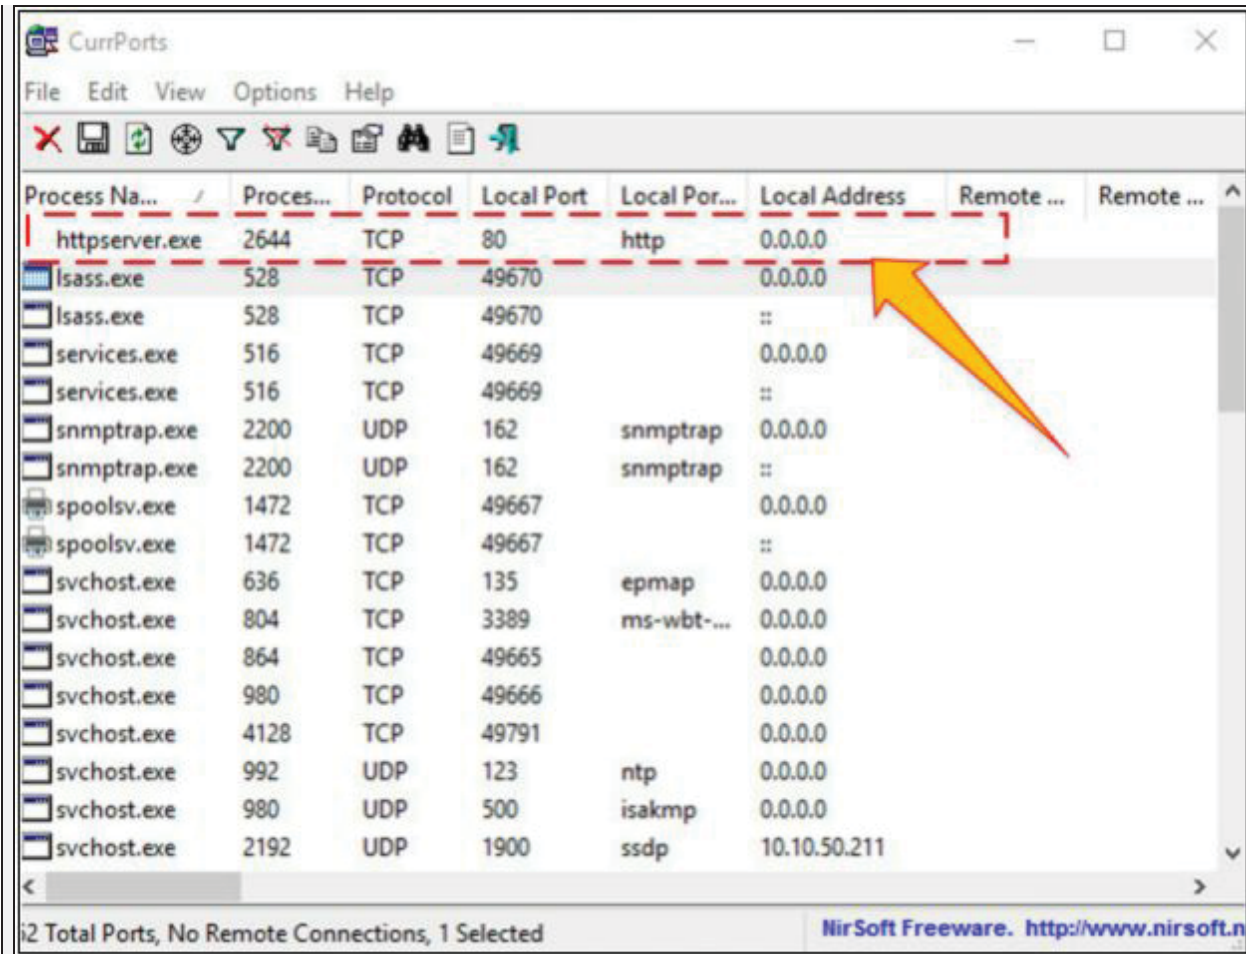 CurrPorts
File Edit View Options Help
Process Na... / Proces... Protocol Local Port Local Por... Local Address Remote ... Remote ...
httpserver.exe 2644 TCP 80 http 0.0.0.0
lsass.exe 528 TCP 49670 0.0.0.0
lsass.exe 528 TCP 49670 ::
services.exe 516 TCP 49669 0.0.0.0
services.exe 516 TCP 49669 ::
snmptrap.exe 2200 UDP 162 snmptrap 0.0.0.0
snmptrap.exe 2200 UDP 162 snmptrap ::
spoolsv.exe 1472 TCP 49667 0.0.0.0
spoolsv.exe 1472 TCP 49667 ::
svchost.exe 636 TCP 135 epmap 0.0.0.0
svchost.exe 804 TCP 3389 ms-wbt-... 0.0.0.0
svchost.exe 864 TCP 49665 0.0.0.0
svchost.exe 980 TCP 49666 0.0.0.0
svchost.exe 4128 TCP 49791 0.0.0.0
svchost.exe 992 UDP 123 ntp 0.0.0.0
svchost.exe 980 UDP 500 isakmp 0.0.0.0
svchost.exe 2192 UDP 1900 ssdp 10.10.50.211
2 Total Ports, No Remote Connections, 1 Selected NirSoft Freeware. http://www.nirsoft.n